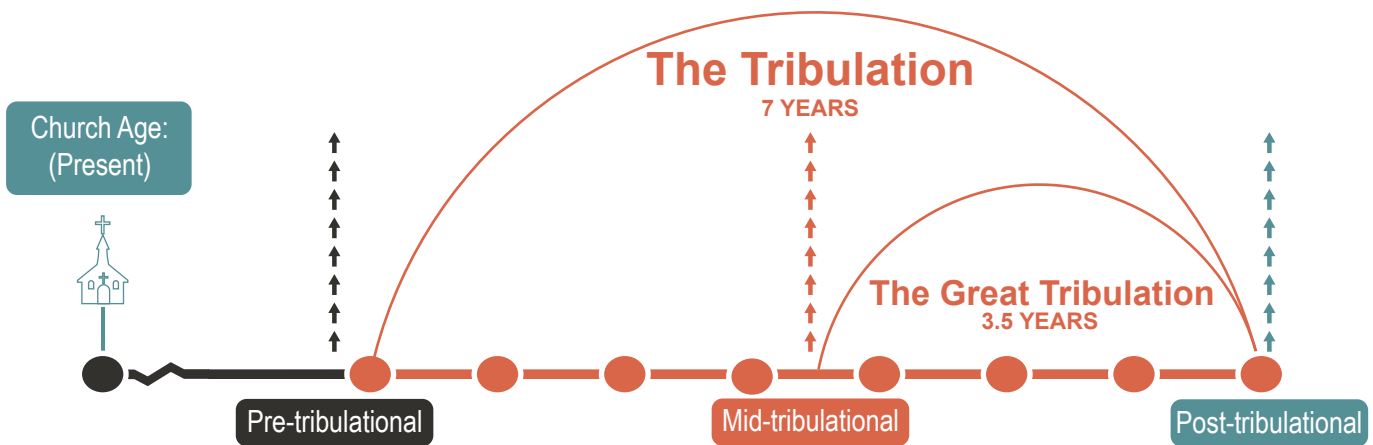 The Tribulation
7 YEARS
Church Age:
(Present)
The Great Tribulation
3.5 YEARS
Pre-tribulational
Mid-tribulational
Post-tribulational